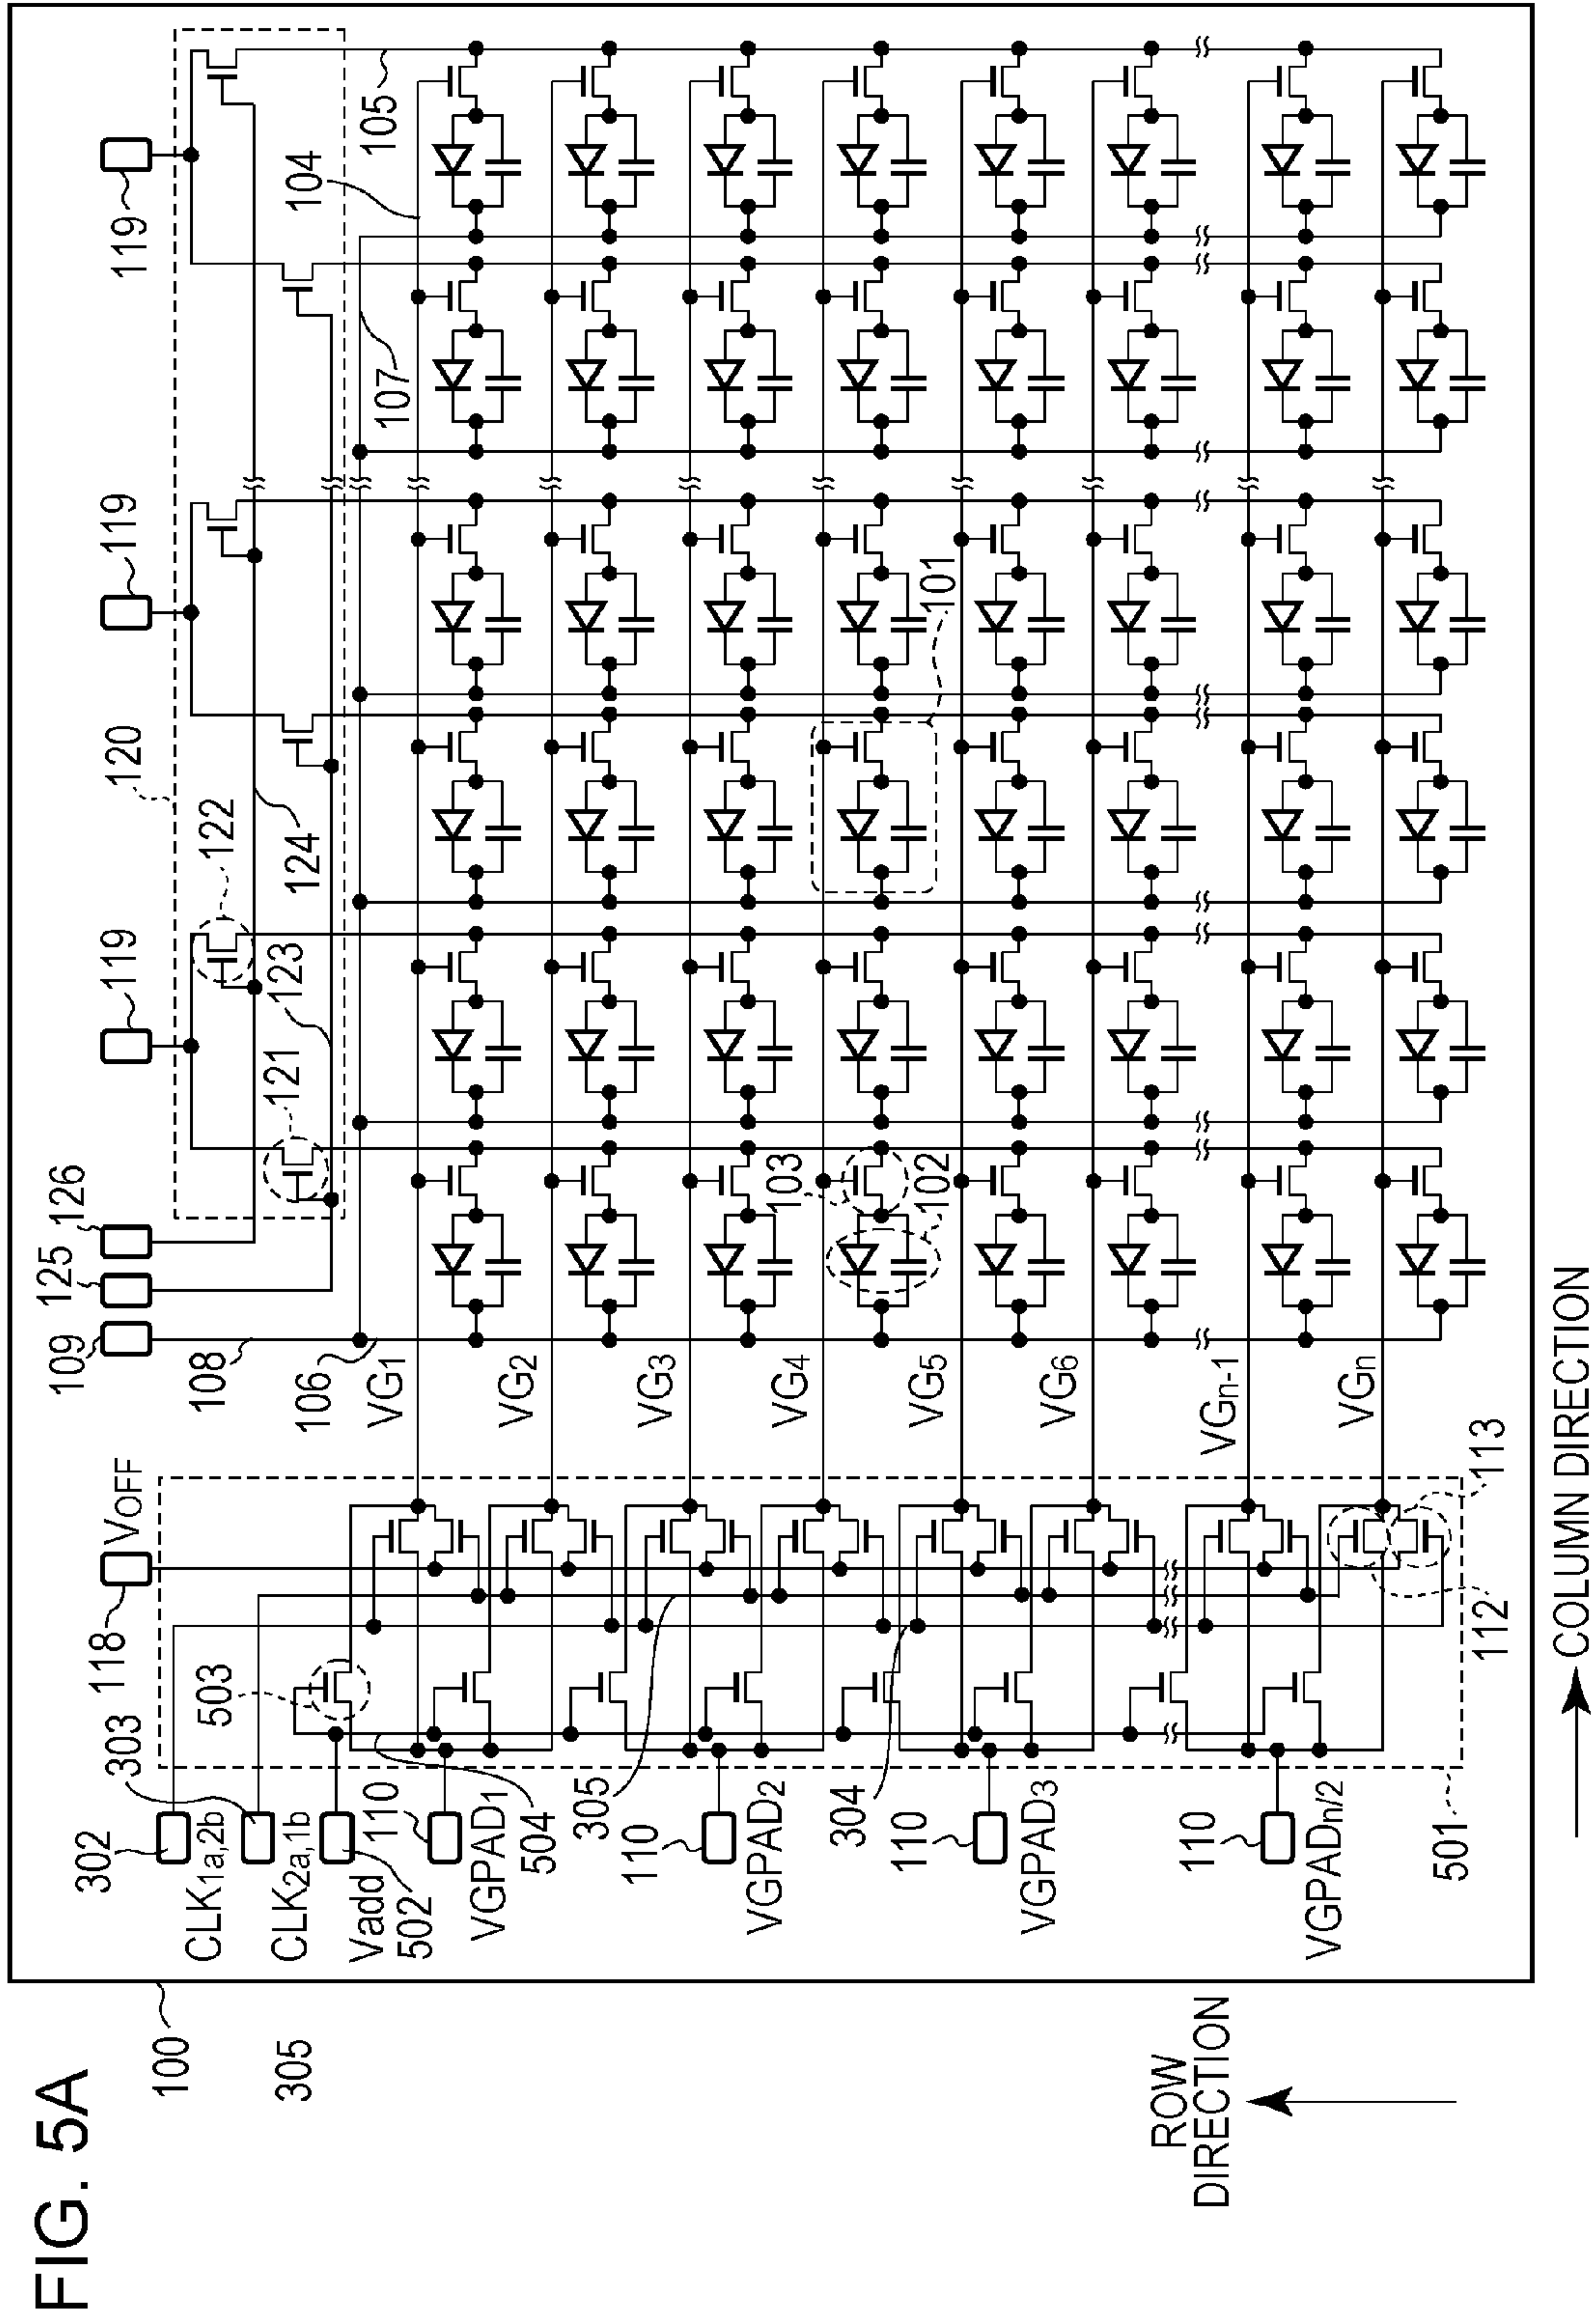 FIG. 5A
100
305
ROW
DIRECTION
COLUMN DIRECTION
302
CLK1a,2b
303
CLK2a,1b
Vadd
502
110
VGPAD1
504
305
110
VGPAD2
304
110
VGPAD3
110
VGPADn/2
501
118
VOFF
503
112
113
109
125
126
108
106
VG1
VG2
VG3
VG4
VG5
VG6
VGn-1
VGn
119
119
119
120
121
122
123
124
103
102
101
107
104
105